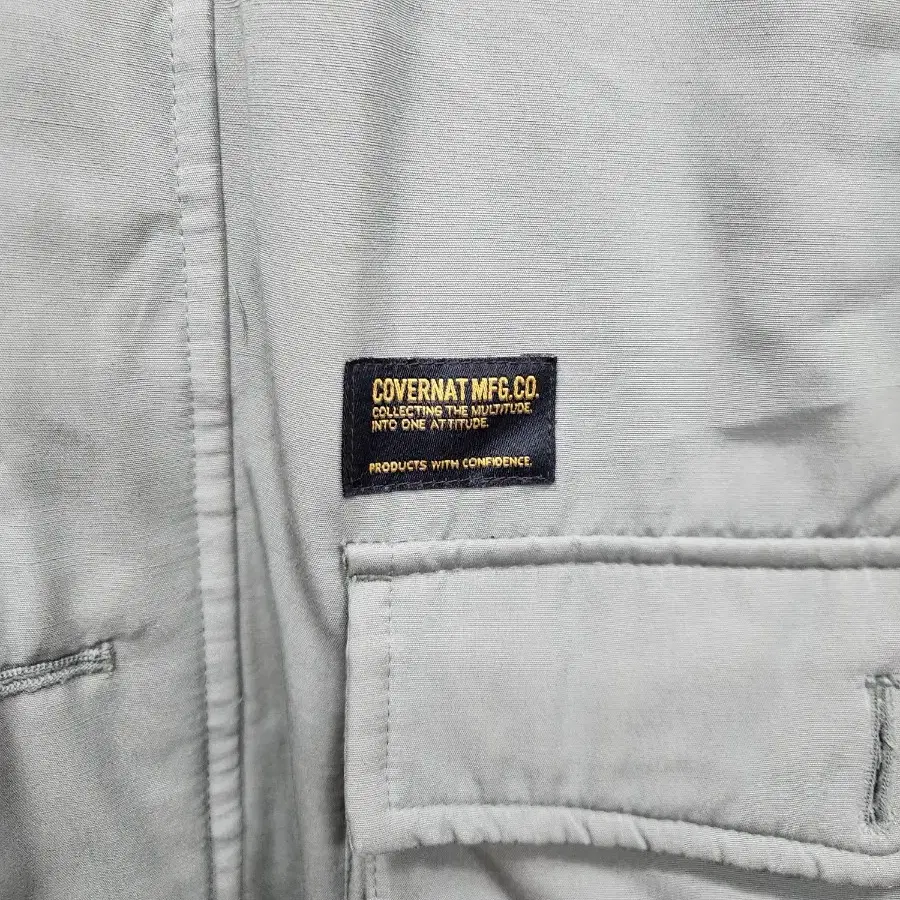 COVERNAT MFG.CO.
COLLECTING THE MULTITUDE,
INTO ONE ATTITUDE.
PRODUCTS WITH CONFIDENCE.